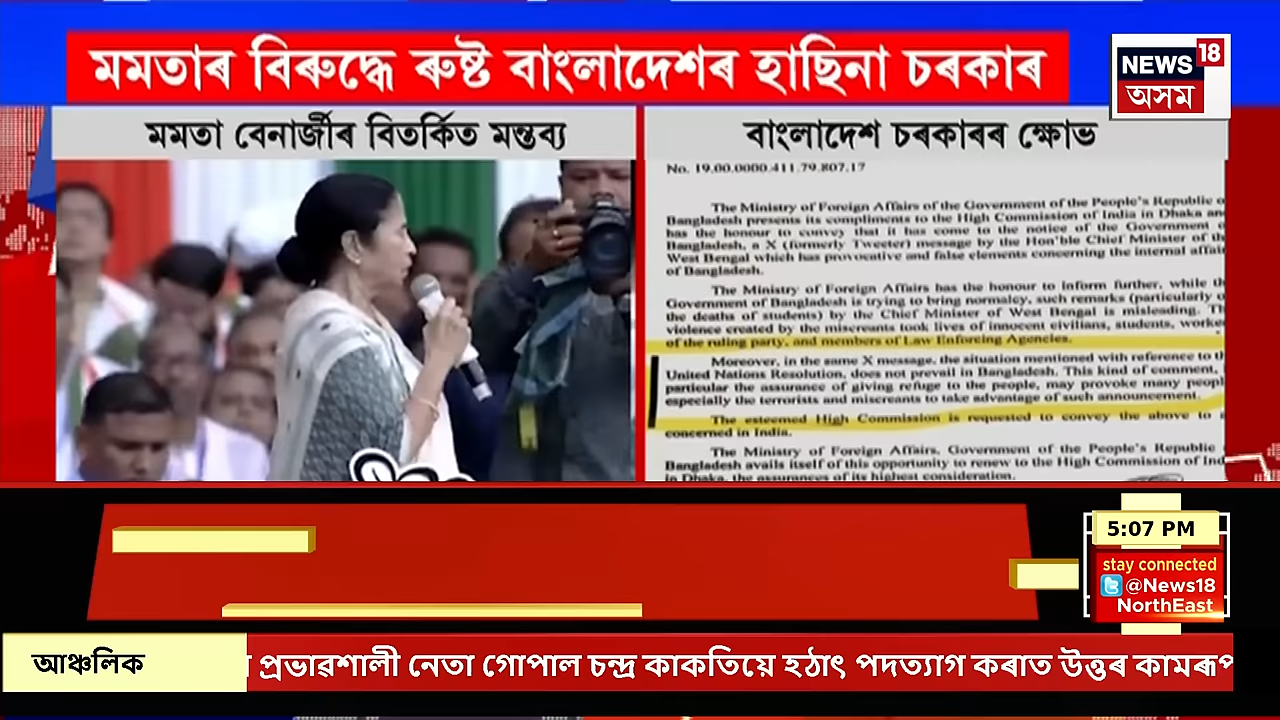 মমতাৰ বিৰুদ্ধে ৰুষ্ট বাংলাদেশৰ হাছিনা চৰকাৰ
NEWS 18
অসম
মমতা বেনাৰ্জীৰ বিতৰ্কিত মন্তব্য
বাংলাদেশ চৰকাৰৰ ক্ষোভ
No. 19.00.0000.411.79.807.17
The Ministry of Foreign Affairs of the Government of the People's Republic
Bangladesh presents its compliments to the High Commission of India in Dhaka
has the honour to convey that it has come to the notice of the Government
Bangladesh, a X (formerly Tweeter) message by the Hon'ble Chief Minister of
West Bengal which has provocative and false elements concerning the internal
of Bangladesh.
The Ministry of Foreign Affairs has the honour to inform further, while
Government of Bangladesh is trying to bring normalcy, such remarks (particularly
the deaths of students) by the Chief Minister of West Bengal is misleading.
violence created by the miscreants took lives of innocent civilians, students,
of the ruling party, and members of Law Enforcing Agencies.
Moreover, in the same X message, the situation mentioned with reference to
United Nations Resolution, does not prevail in Bangladesh. This kind of comment,
particular the assurance of giving refuge to the people, may provoke many
especially the terrorists and miscreants to take advantage of such announcement.
The esteemed High Commission is requested to convey the above to
concerned in India.
The Ministry of Foreign Affairs, Government of the People's Republic
Bangladesh avails itself of this opportunity to renew to the High Commission of
in Dhaka, the assurances of its highest consideration.
5:07 PM
stay connected
@News18
NorthEast
আঞ্চলিক
প্ৰভাৱশালী নেতা গোপাল চন্দ্ৰ কাকতিয়ে হঠাৎ পদত্যাগ কৰাত উত্তৰ কামৰূপ